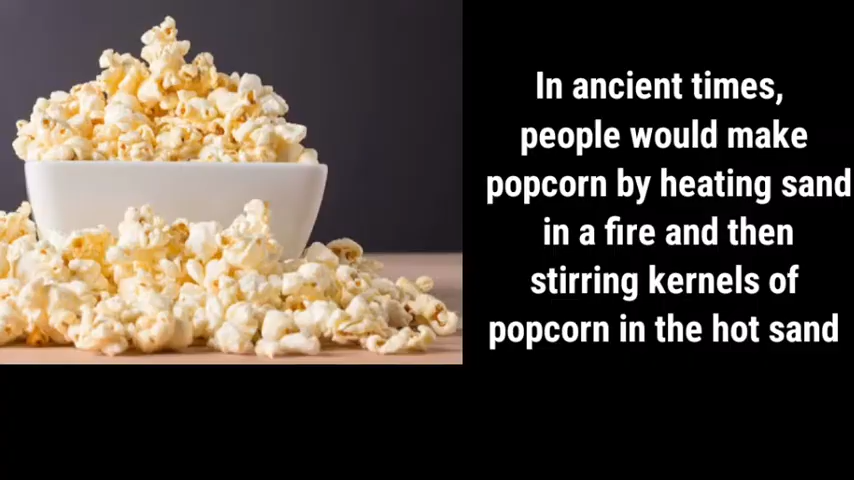 In ancient times,
people would make
popcorn by heating sand
in a fire and then
stirring kernels of
popcorn in the hot sand